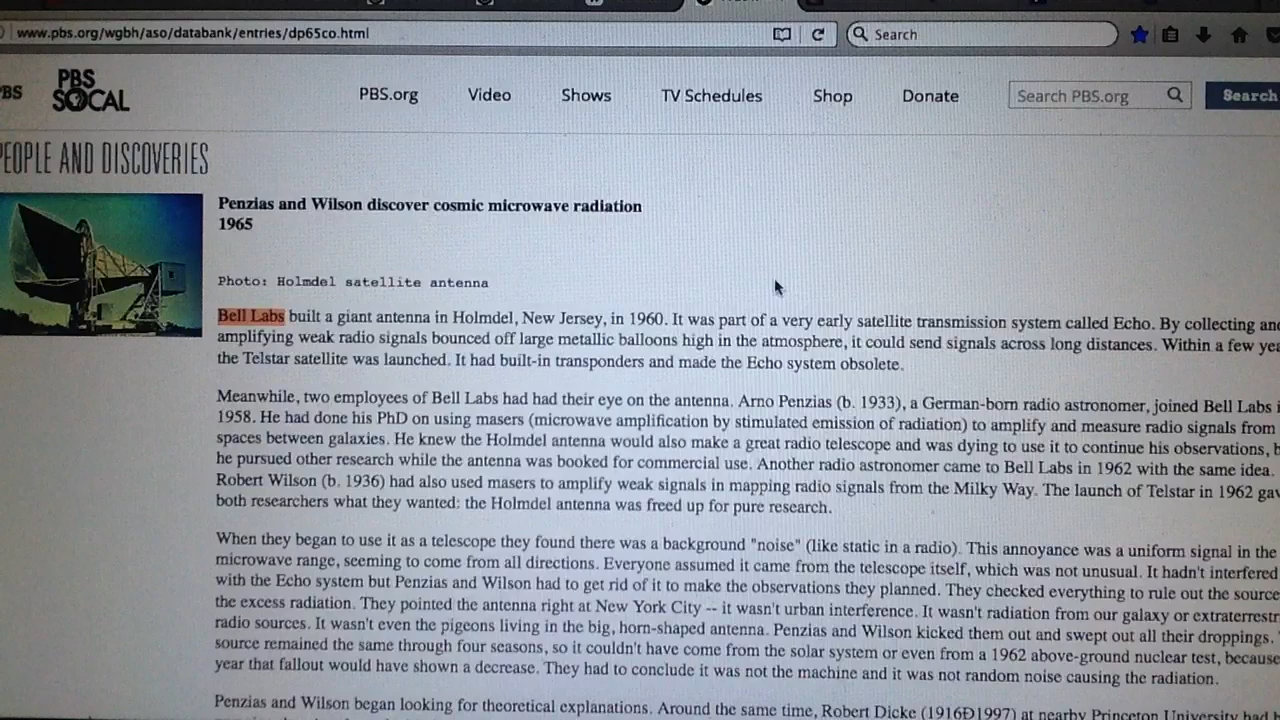 www.pbs.org/wgbh/aso/databank/entries/dp65co.html
Search
PBS SOCAL
PBS.org Video Shows TV Schedules Shop Donate Search PBS.org Search
PEOPLE AND DISCOVERIES
Penzias and Wilson discover cosmic microwave radiation
1965
Photo: Holmdel satellite antenna
Bell Labs built a giant antenna in Holmdel, New Jersey, in 1960. It was part of a very early satellite transmission system called Echo. By collecting and
amplifying weak radio signals bounced off large metallic balloons high in the atmosphere, it could send signals across long distances. Within a few yea
the Telstar satellite was launched. It had built-in transponders and made the Echo system obsolete.
Meanwhile, two employees of Bell Labs had had their eye on the antenna. Arno Penzias (b. 1933), a German-born radio astronomer, joined Bell Labs i
1958. He had done his PhD on using masers (microwave amplification by stimulated emission of radiation) to amplify and measure radio signals from
spaces between galaxies. He knew the Holmdel antenna would also make a great radio telescope and was dying to use it to continue his observations, b
he pursued other research while the antenna was booked for commercial use. Another radio astronomer came to Bell Labs in 1962 with the same idea.
Robert Wilson (b. 1936) had also used masers to amplify weak signals in mapping radio signals from the Milky Way. The launch of Telstar in 1962 gav
both researchers what they wanted: the Holmdel antenna was freed up for pure research.
When they began to use it as a telescope they found there was a background "noise" (like static in a radio). This annoyance was a uniform signal in the
microwave range, seeming to come from all directions. Everyone assumed it came from the telescope itself, which was not unusual. It hadn't interfered
with the Echo system but Penzias and Wilson had to get rid of it to make the observations they planned. They checked everything to rule out the source
the excess radiation. They pointed the antenna right at New York City -- it wasn't urban interference. It wasn't radiation from our galaxy or extraterrestr
radio sources. It wasn't even the pigeons living in the big, horn-shaped antenna. Penzias and Wilson kicked them out and swept out all their droppings.
source remained the same through four seasons, so it couldn't have come from the solar system or even from a 1962 above-ground nuclear test, because
year that fallout would have shown a decrease. They had to conclude it was not the machine and it was not random noise causing the radiation.
Penzias and Wilson began looking for theoretical explanations. Around the same time, Robert Dicke (1916Ð1997) at nearby Princeton University had